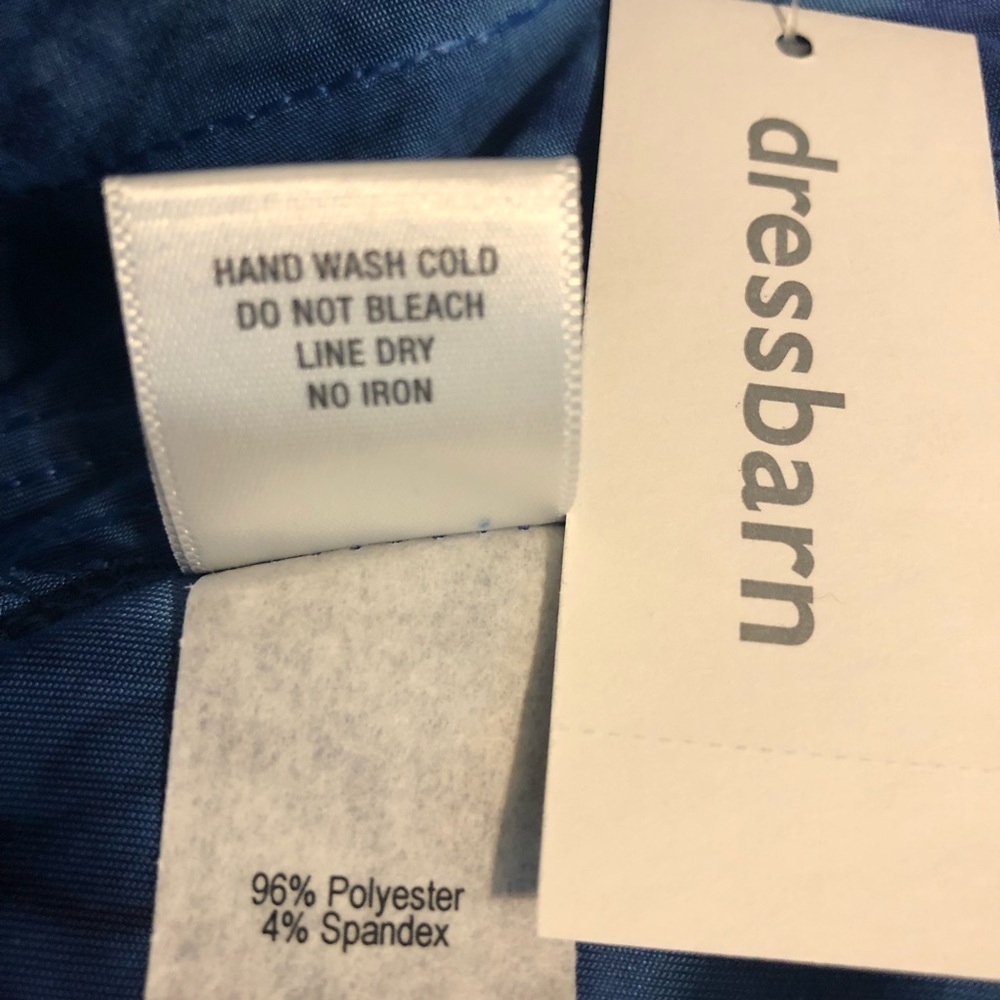 HAND WASH COLD
DO NOT BLEACH
LINE DRY
NO IRON
96% Polyester
4% Spandex
dressbarn